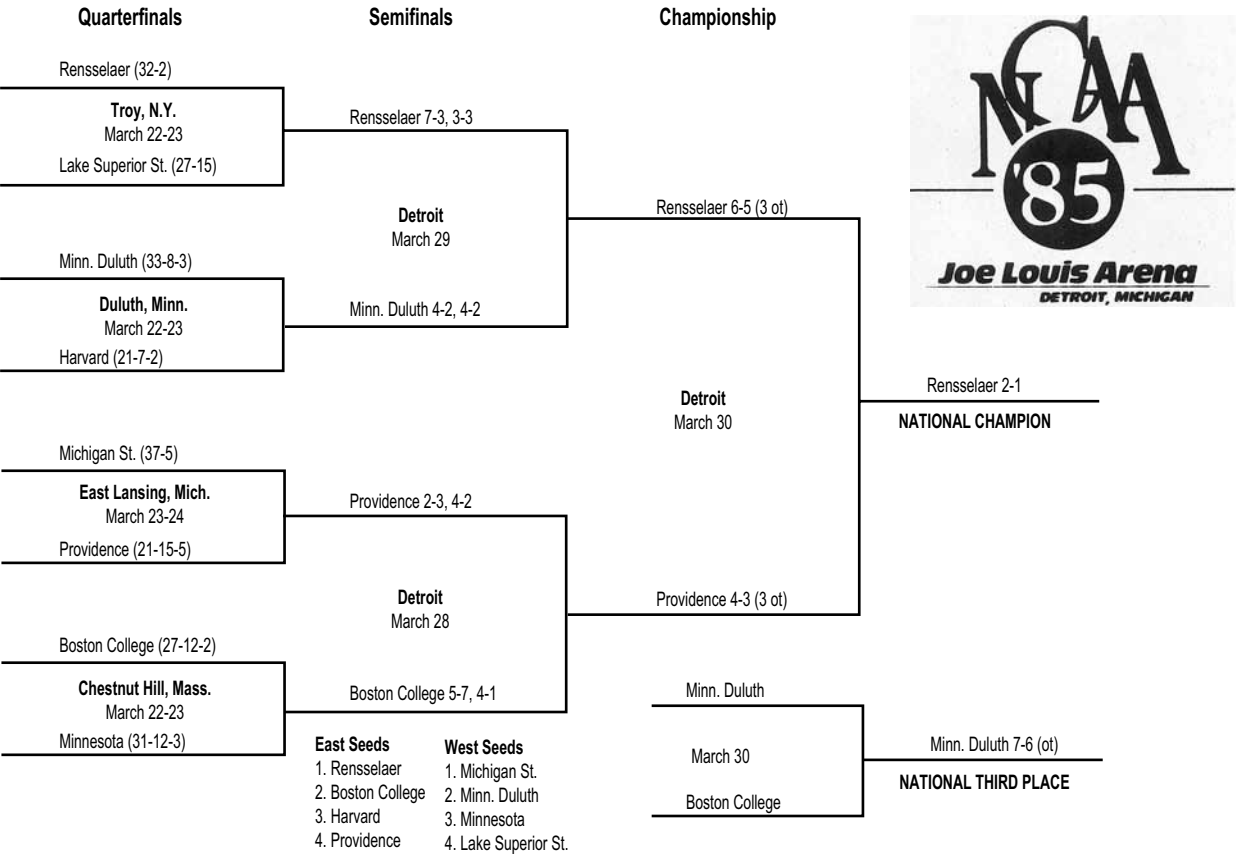 Quarterfinals
Semifinals
Championship
Rensselaer (32-2)
Troy, N.Y.
March 22-23
Lake Superior St. (27-15)
Minn. Duluth (33-8-3)
Duluth, Minn.
March 22-23
Harvard (21-7-2)
Michigan St. (37-5)
East Lansing, Mich.
March 23-24
Providence (21-15-5)
Boston College (27-12-2)
Chestnut Hill, Mass.
March 22-23
Minnesota (31-12-3)
Rensselaer 7-3, 3-3
Detroit
March 29
Minn. Duluth 4-2, 4-2
Providence 2-3, 4-2
Detroit
March 28
Boston College 5-7, 4-1
East Seeds
1. Rensselaer
2. Boston College
3. Harvard
4. Providence
West Seeds
1. Michigan St.
2. Minn. Duluth
3. Minnesota
4. Lake Superior St.
Rensselaer 6-5 (3 ot)
Detroit
March 30
Providence 4-3 (3 ot)
Rensselaer 2-1
NATIONAL CHAMPION
Minn. Duluth
March 30
Boston College
Minn. Duluth 7-6 (ot)
NATIONAL THIRD PLACE
NCAA
'85
Joe Louis Arena
DETROIT, MICHIGAN